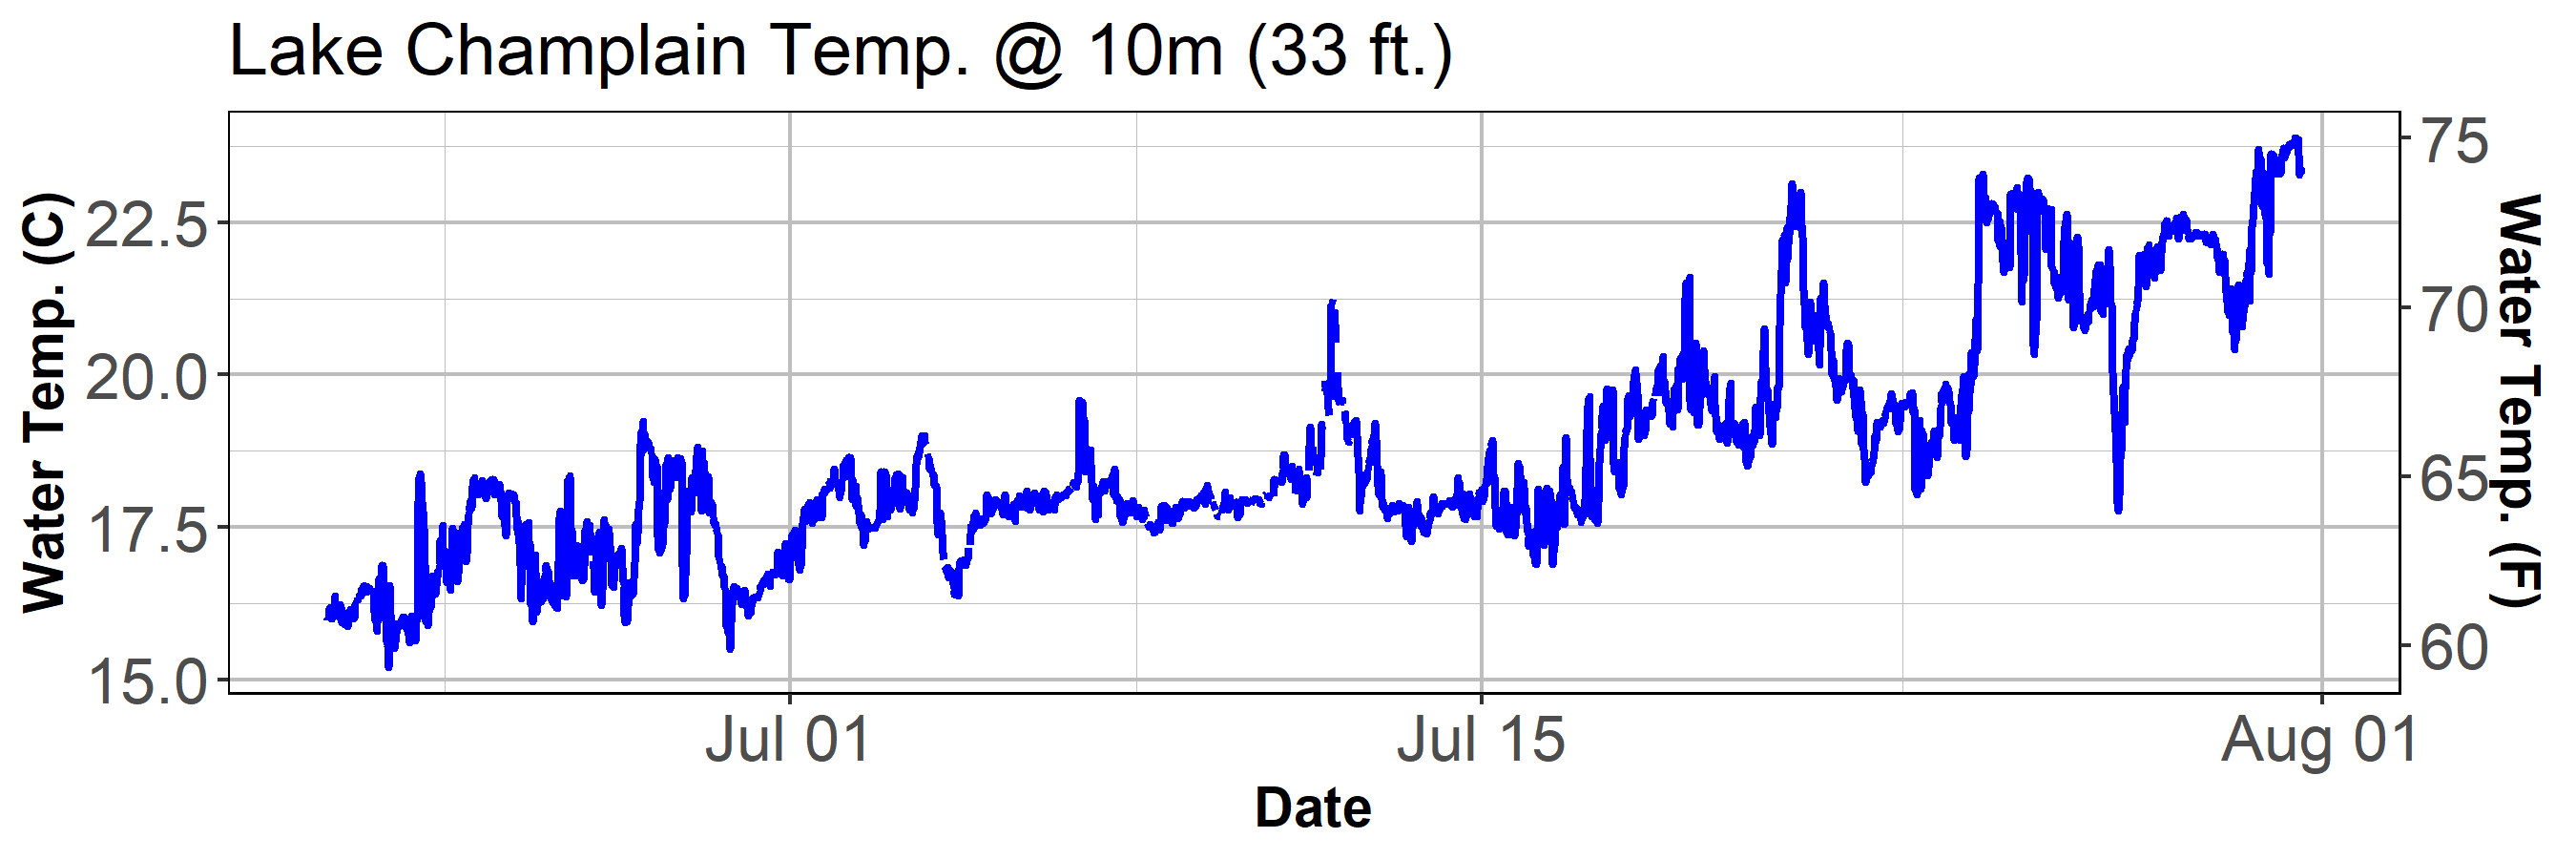 Lake Champlain Temp. @ 10m (33 ft.)
Water Temp. (C)
22.5
20.0
17.5
15.0
75
70
65
60
Water Temp. (F)
Jul 01
Jul 15
Aug 01
Date